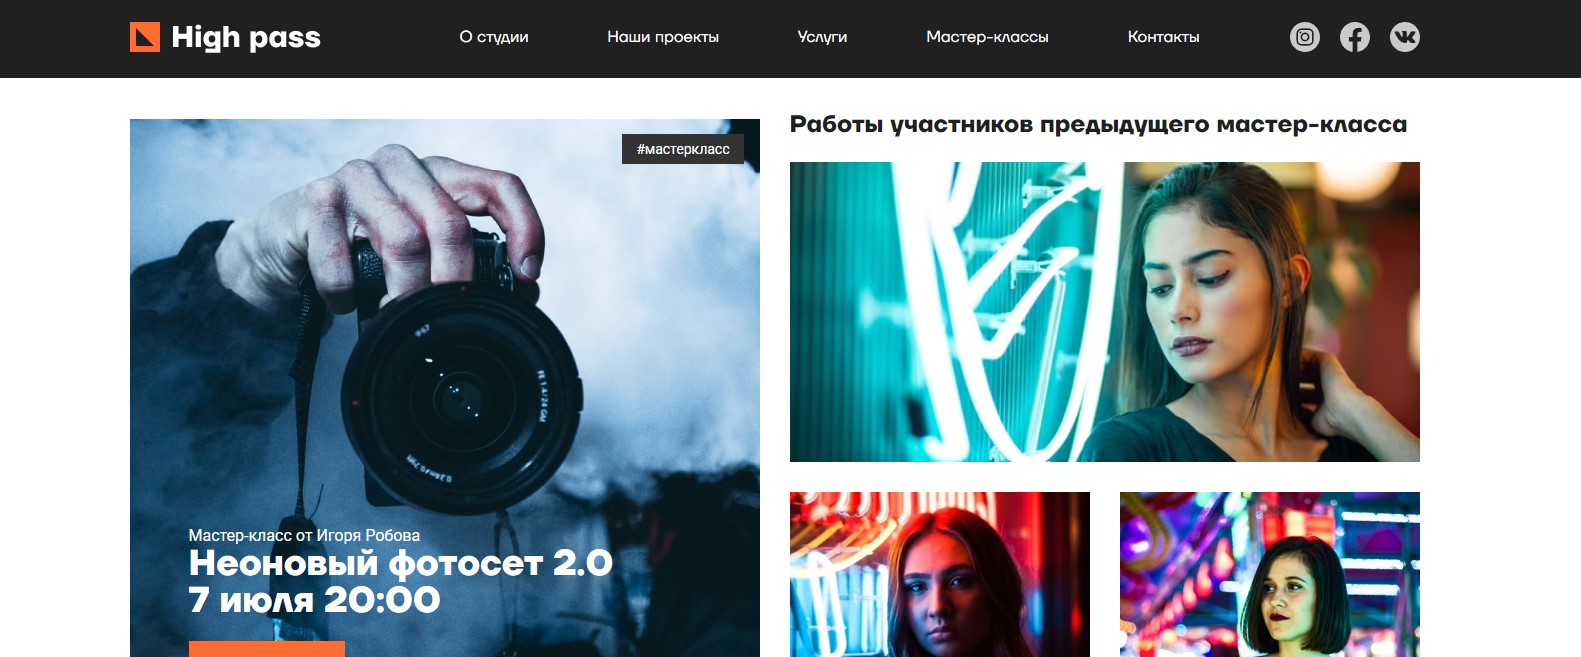 High pass
О студии
Наши проекты
Услуги
Мастер-классы
Контакты
#мастеркласс
Мастер-класс от Игоря Робова
Неоновый фотосет 2.0
7 июля 20:00
Работы участников предыдущего мастер-класса